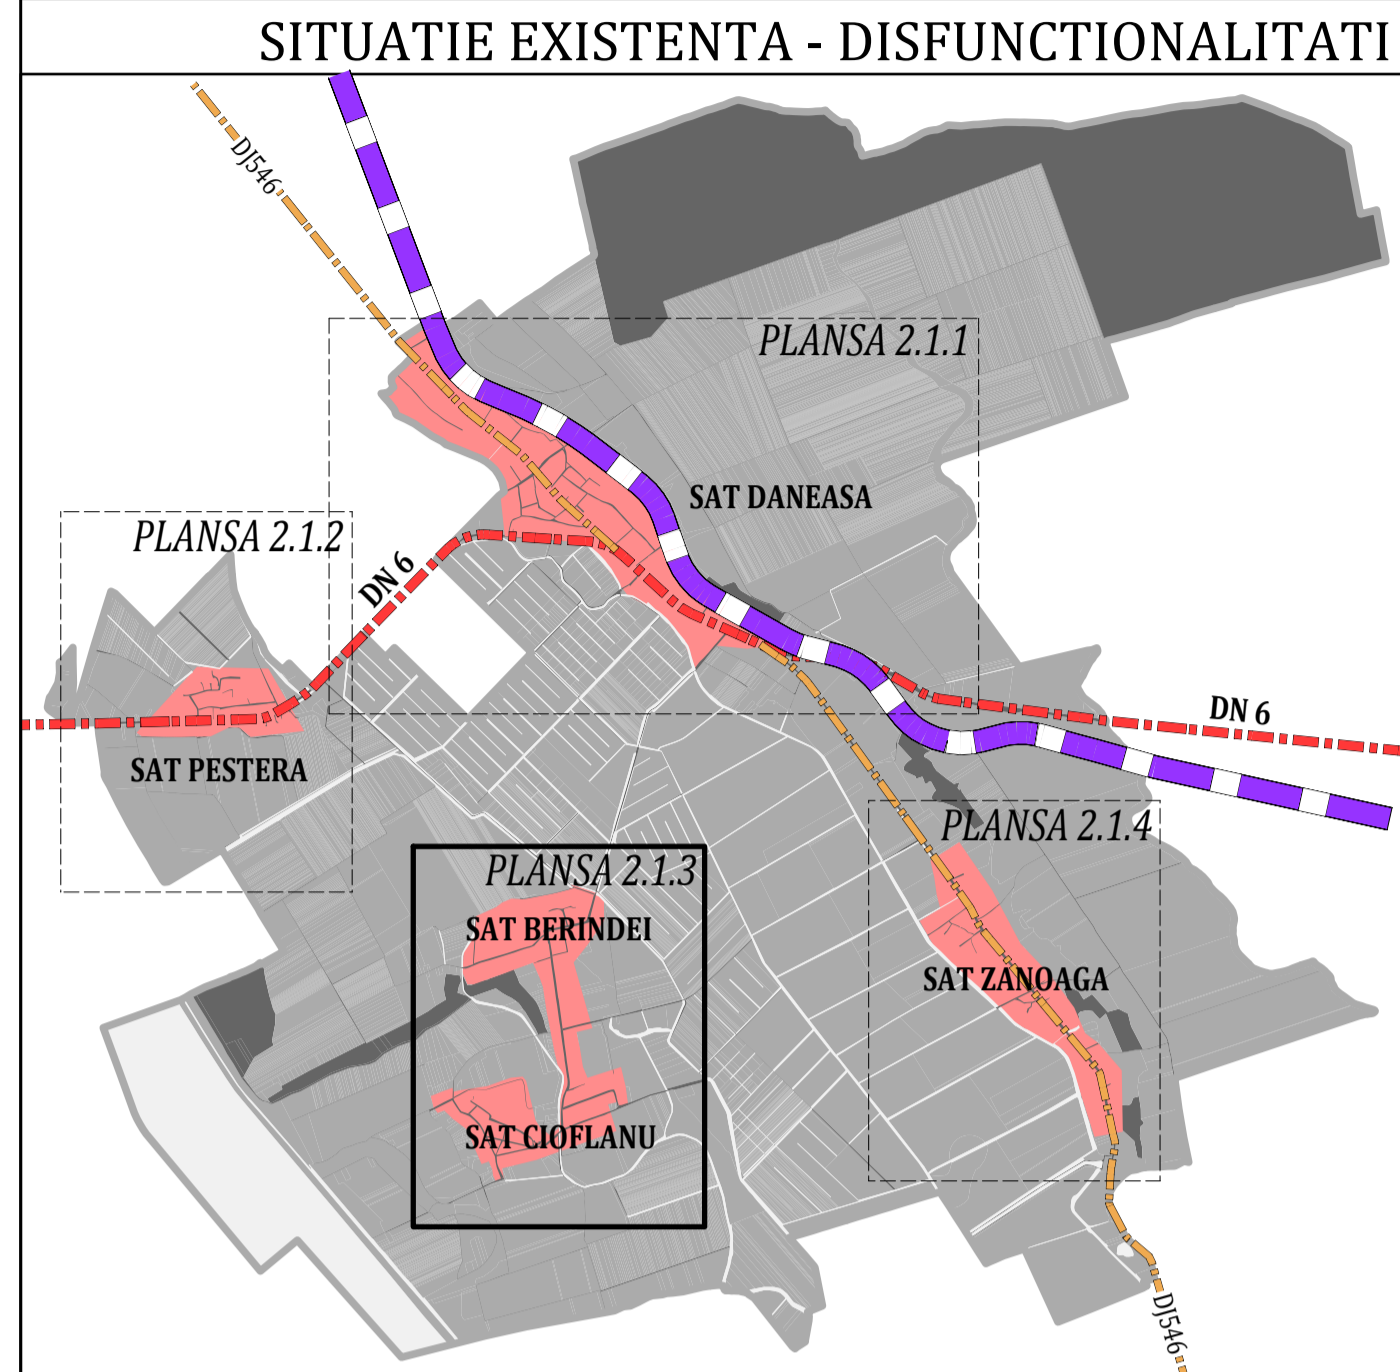 SITUATIE EXISTENTA - DISFUNCTIONALITATI
DJ546
PLANSA 2.1.1
SAT DANEASA
PLANSA 2.1.2
DN 6
DN 6
SAT PESTERA
PLANSA 2.1.4
PLANSA 2.1.3
SAT BERINDEI
SAT ZANOAGA
SAT CIOFLANU
DJ546